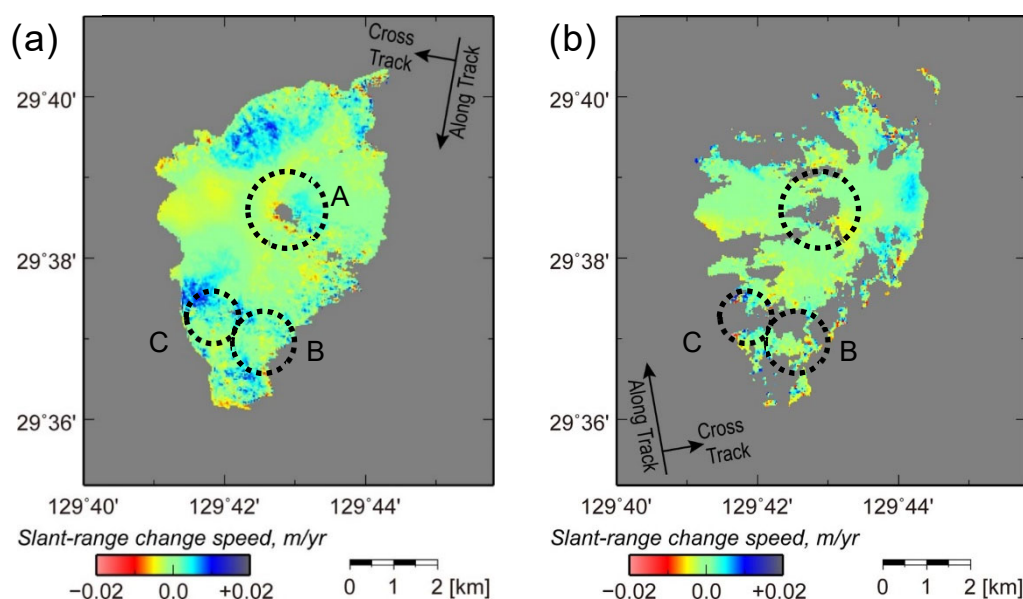 (a)
Cross
Track
Along Track
29°40'
A
29°38'
C
B
29°36'
129°40' 129°42' 129°44'
Slant-range change speed, m/yr
−0.02 0.0 +0.02
0 1 2 [km]
(b)
29°40'
29°38'
C
B
Along Track
Cross
Track
29°36'
129°40' 129°42' 129°44'
Slant-range change speed, m/yr
−0.02 0.0 +0.02
0 1 2 [km]